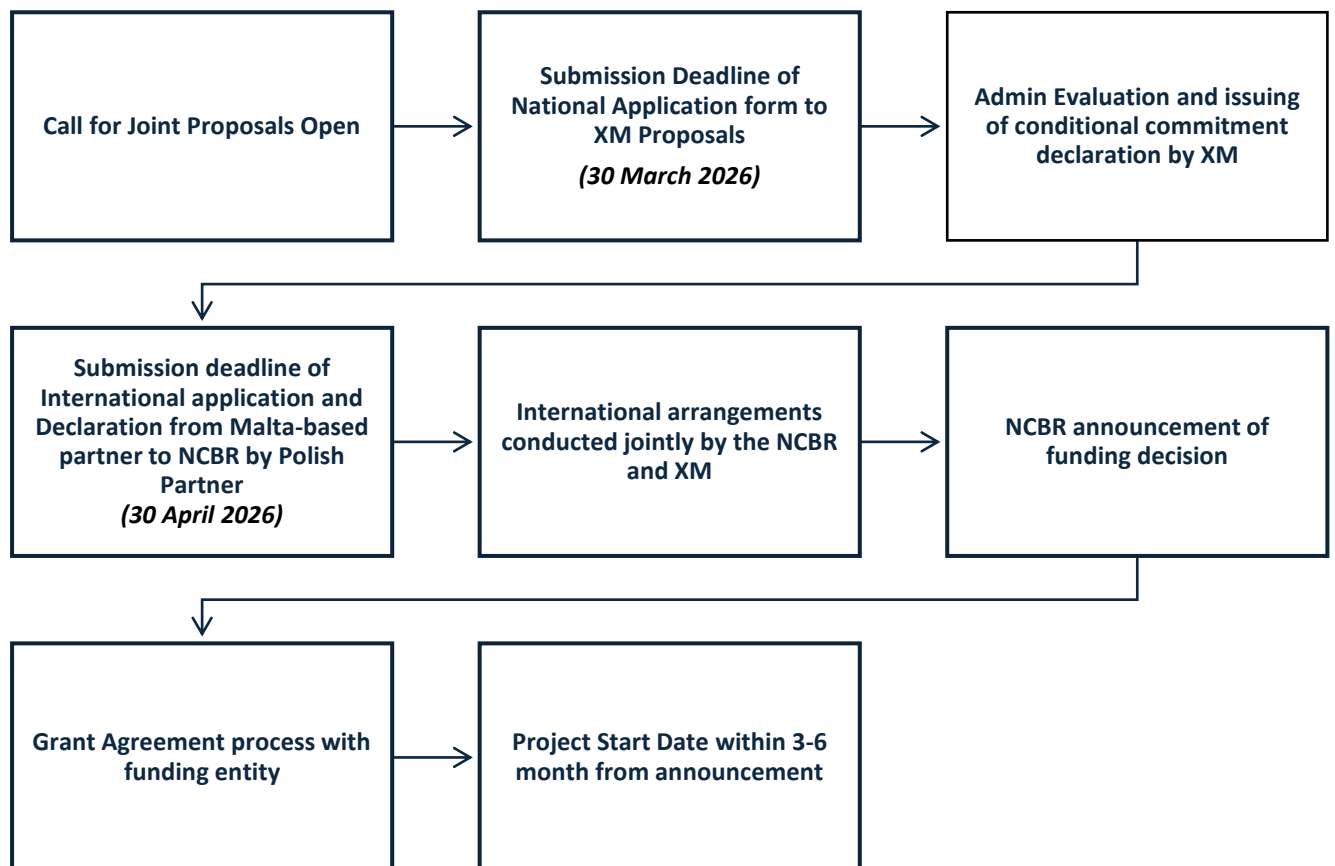 Call for Joint Proposals Open
Submission Deadline of
National Application form to
XM Proposals
(30 March 2026)
Admin Evaluation and issuing
of conditional commitment
declaration by XM
Submission deadline of
International application and
Declaration from Malta-based
partner to NCBR by Polish
Partner
(30 April 2026)
International arrangements
conducted jointly by the NCBR
and XM
NCBR announcement of
funding decision
Grant Agreement process with
funding entity
Project Start Date within 3-6
month from announcement